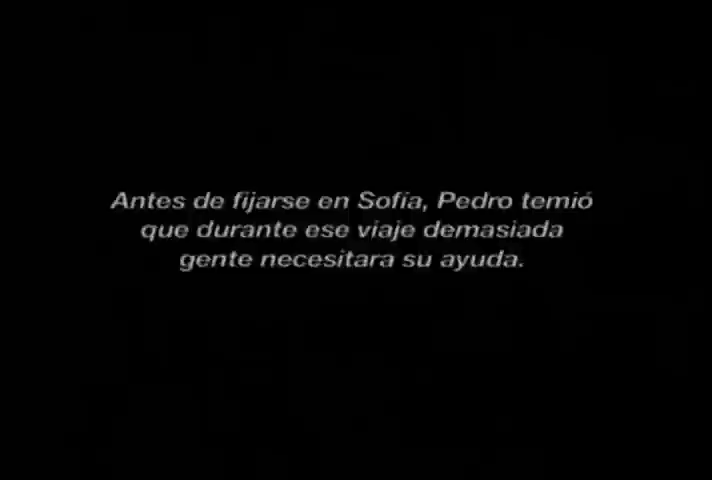 Antes de fijarse en Sofía, Pedro temió
que durante ese viaje demasiada
gente necesitara su ayuda.